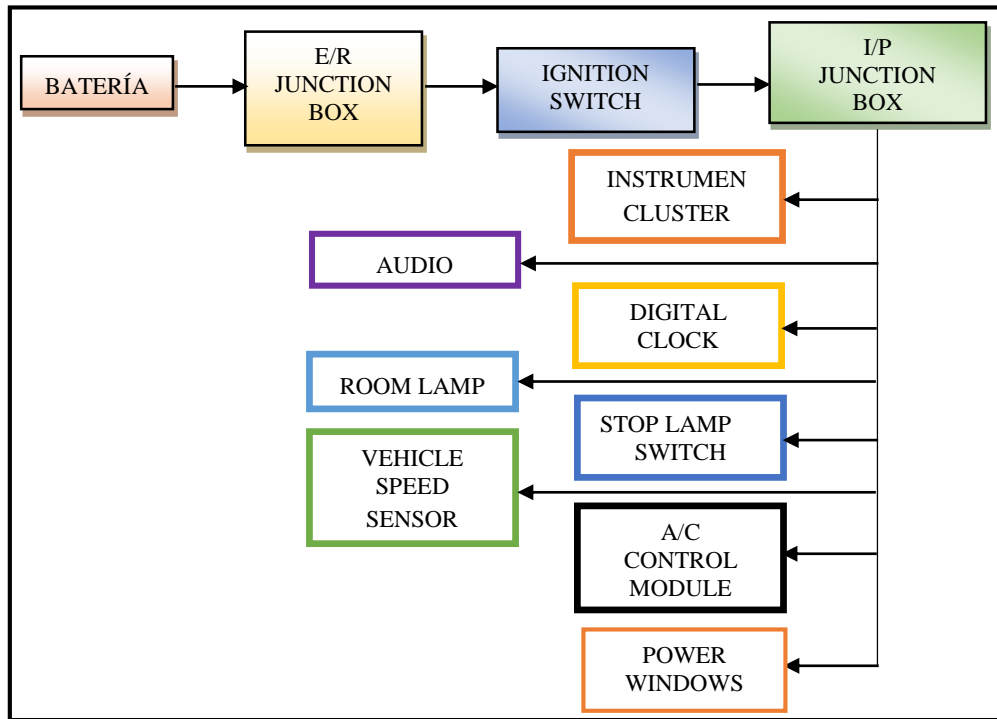 BATERÍA
E/R
JUNCTION
BOX
IGNITION
SWITCH
I/P
JUNCTION
BOX
INSTRUMEN
CLUSTER
AUDIO
DIGITAL
CLOCK
ROOM LAMP
STOP LAMP
SWITCH
VEHICLE
SPEED
SENSOR
A/C
CONTROL
MODULE
POWER
WINDOWS